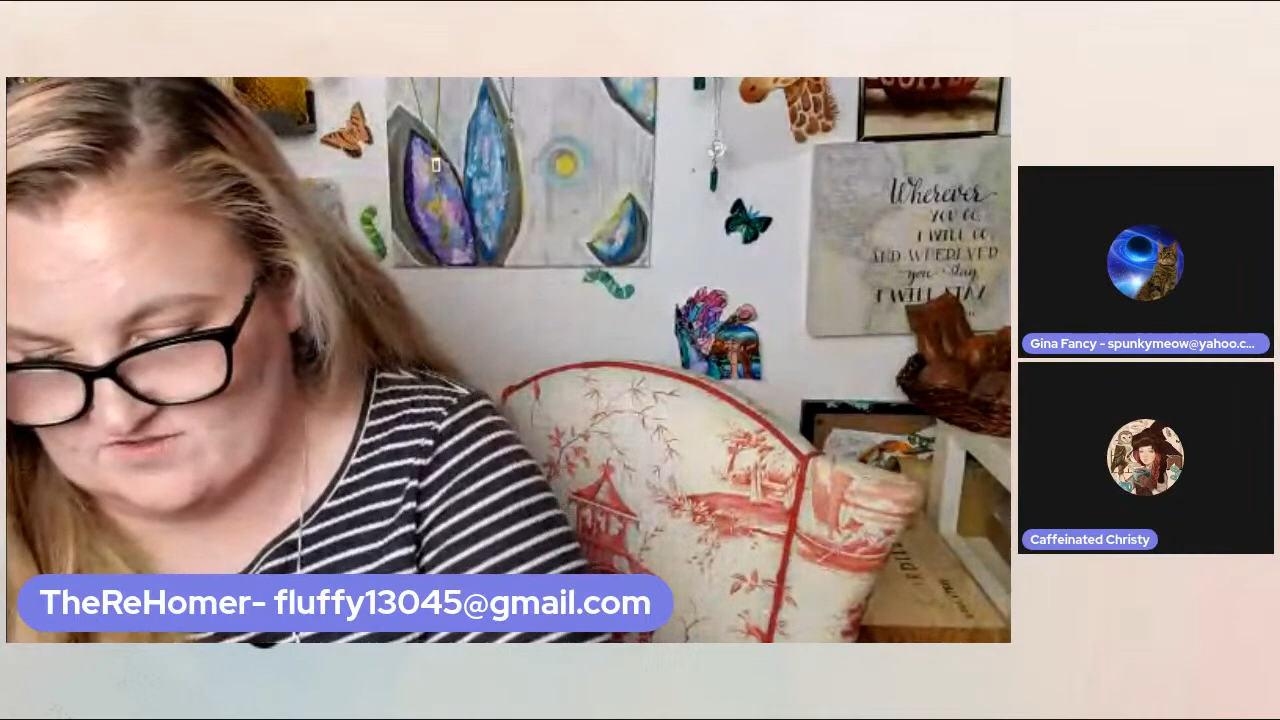 Wherever
YOU GO
I WILL GO
AND WHEREVER
you stay
I WILL STAY
Gina Fancy - spunkymeow@yahoo.c...
Caffeinated Christy
TheReHomer- fluffy13045@gmail.com